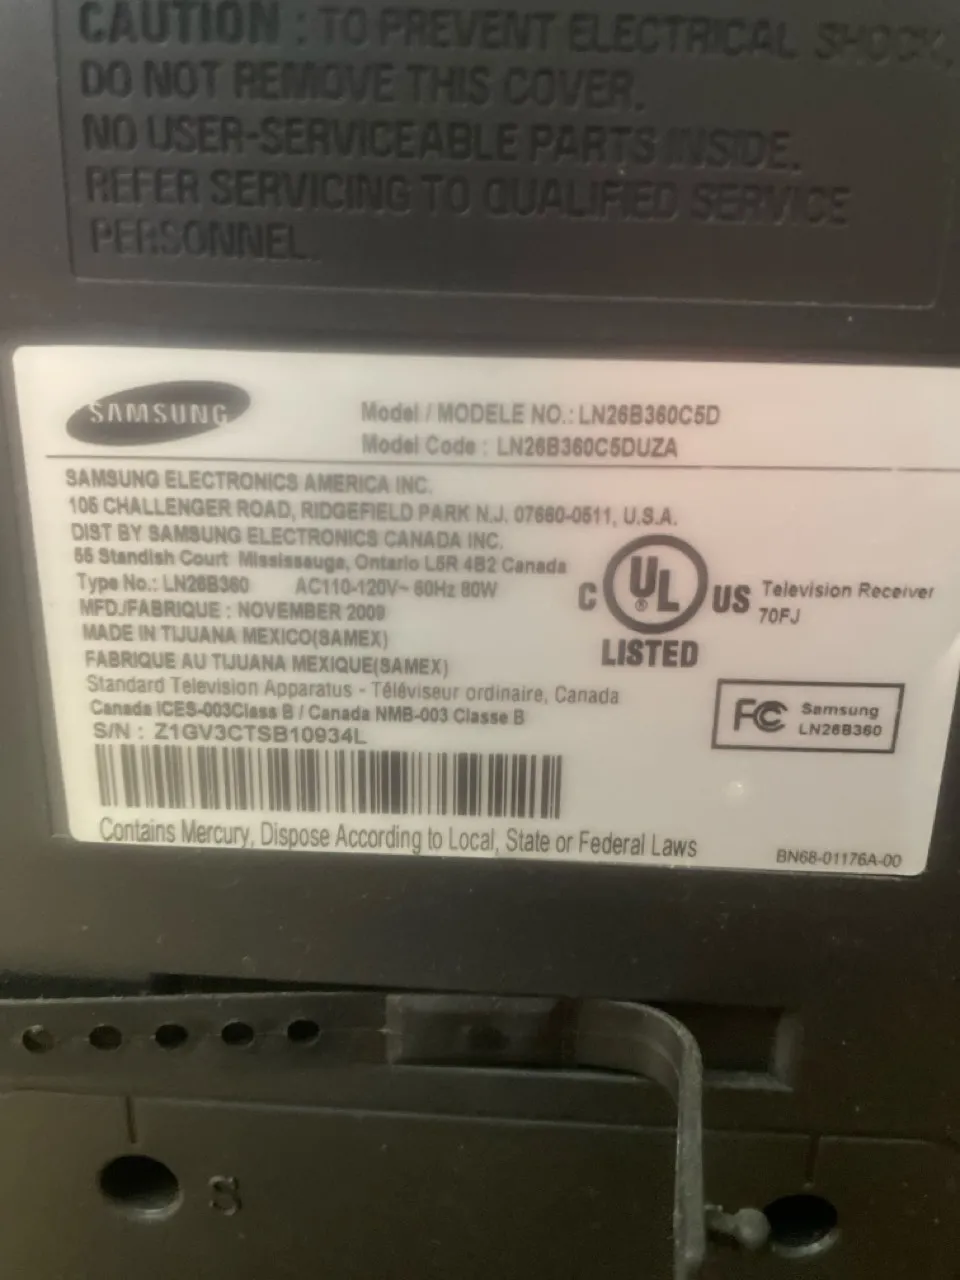 CAUTION : TO PREVENT ELECTRICAL SHOCK,
DO NOT REMOVE THIS COVER.
NO USER-SERVICEABLE PARTS INSIDE.
REFER SERVICING TO QUALIFIED SERVICE
PERSONNEL.
SAMSUNG
Model / MODELE NO.: LN26B360C5D
Model Code : LN26B360C5DUZA
SAMSUNG ELECTRONICS AMERICA INC.
105 CHALLENGER ROAD, RIDGEFIELD PARK N.J. 07660-0511, U.S.A.
DIST BY SAMSUNG ELECTRONICS CANADA INC.
55 Standish Court Mississauga, Ontario L5R 4B2 Canada
Type No.: LN26B360 AC110-120V~ 60Hz 80W
MFD./FABRIQUE : NOVEMBER 2009
MADE IN TIJUANA MEXICO(SAMEX)
FABRIQUE AU TIJUANA MEXIQUE(SAMEX)
Standard Television Apparatus - Téléviseur ordinaire, Canada
Canada ICES-003Class B / Canada NMB-003 Classe B
S/N : Z1GV3CTSB10934L
C UL ® US
LISTED
Television Receiver
70FJ
FC Samsung
LN26B360
Contains Mercury, Dispose According to Local, State or Federal Laws
BN68-01176A-00
S